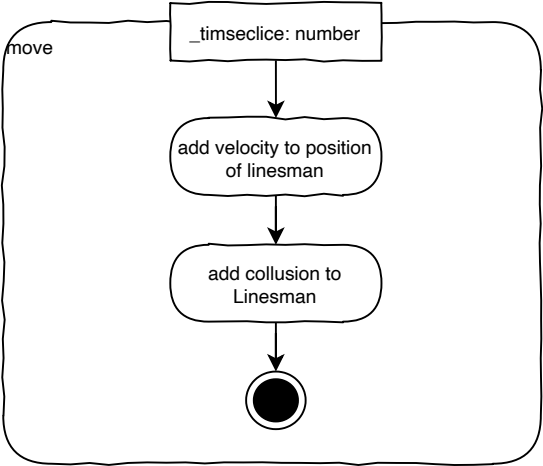 _timseclice: number
move
add velocity to position
of linesman
add collusion to
Linesman